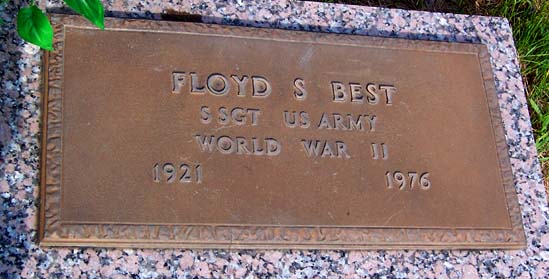 FLOYD S BEST
S SGT US ARMY
WORLD WAR II
1921 1976